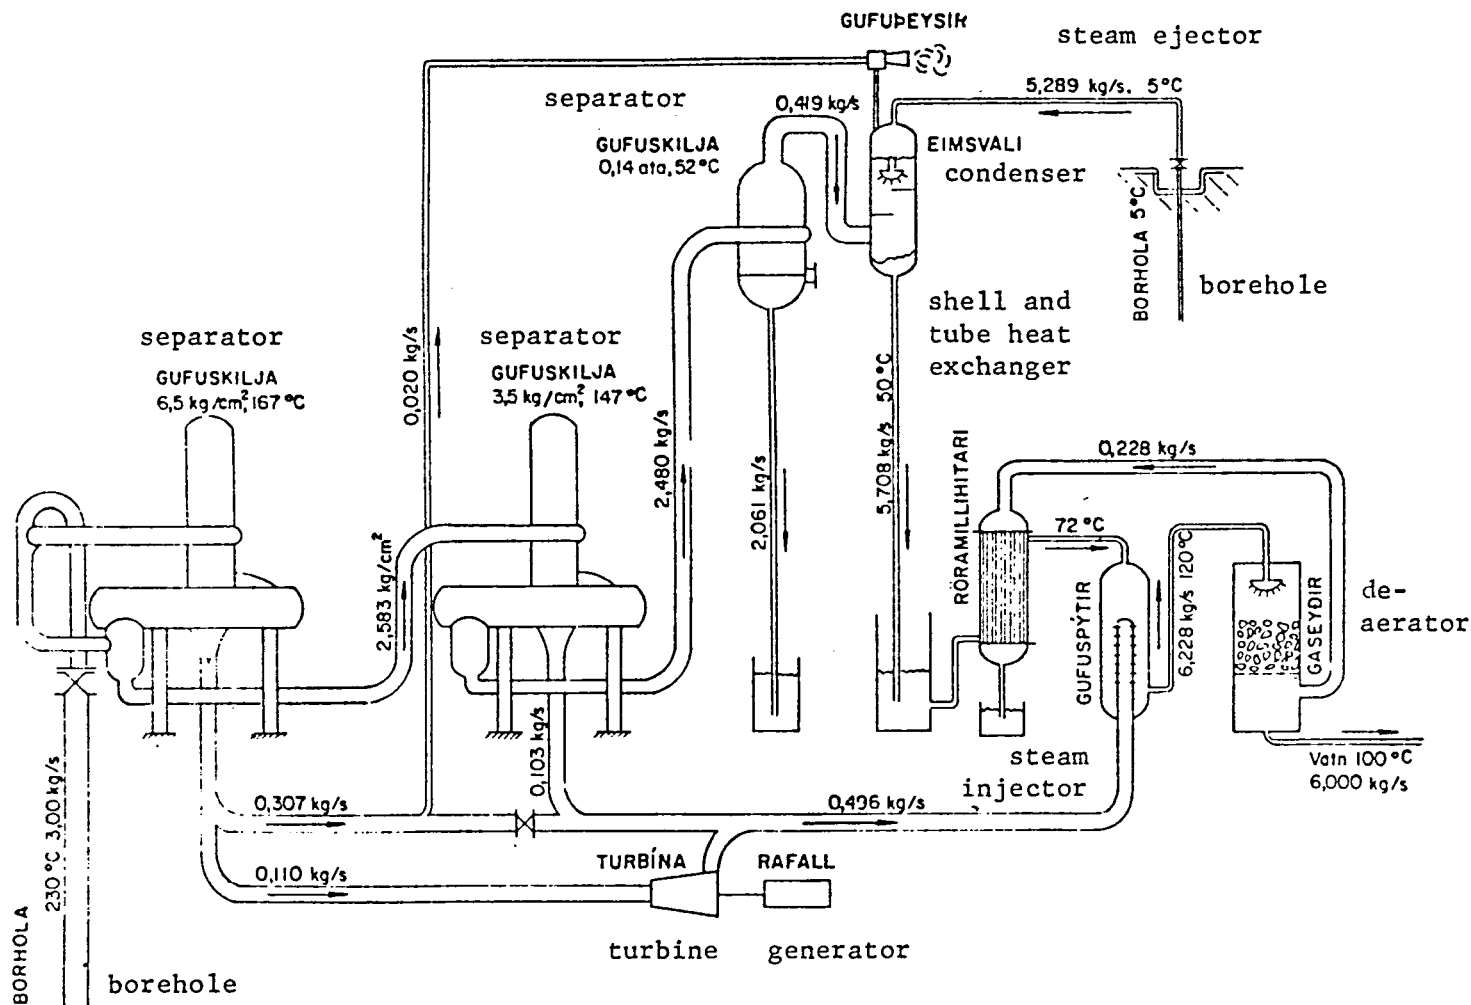 GUFUÞEYSIR
steam ejector
5,289 kg/s. 5°C
separator
0,419 kg/s
GUFUSKILJA
0,14 ata, 52°C
EIMSVALI
condenser
BORHOLA 5°C
borehole
shell and
tube heat
exchanger
separator
GUFUSKILJA
6,5 kg/cm², 167°C
0,020 kg/s
separator
GUFUSKILJA
3,5 kg/cm², 147°C
2,480 kg/s
2,061 kg/s
5,708 kg/s 50°C
RÖRAMILLIHITARI
0,228 kg/s
72°C
GUFUSPÝTIR
6,228 kg/s 120°C
GASEYÐIR
de-
aerator
2,583 kg/cm²
0,103 kg/s
steam
injector
Vatn 100°C
6,000 kg/s
0,307 kg/s
0,496 kg/s
0,110 kg/s
TURBÍNA
RAFALL
turbine
generator
BORHOLA
230°C 3,00 kg/s
borehole